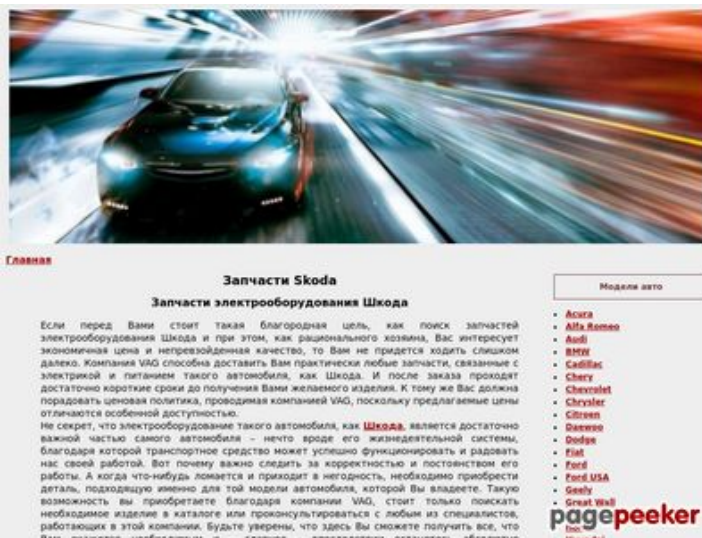 Главная
Запчасти Skoda
Запчасти электрооборудования Шкода
Если перед Вами стоит такая благородная цель, как поиск запчастей
электрооборудования Шкода и при этом, как рационального хозяина, Вас интересует
экономичная цена и непревзойденная качество, то Вам не придется ходить слишком
далеко. Компания VAG способна доставить Вам практически любые запчасти, связанные с
электрикой и питанием такого автомобиля, как Шкода. И после заказа проходят
достаточно короткие сроки до получения Вами желаемого изделия. К тому же Вас должна
порадовать ценовая политика, проводимая компанией VAG, поскольку предлагаемые цены
отличаются особенной доступностью.
Не секрет, что электрооборудование такого автомобиля, как Шкода, является достаточно
важной частью самого автомобиля – нечто вроде его жизнедеятельной системы,
благодаря которой транспортное средство может успешно функционировать и радовать
нас своей работой. Вот почему важно следить за корректностью и постоянством его
работы. А когда что-нибудь ломается и приходит в негодность, необходимо приобрести
деталь, подходящую именно для той модели автомобиля, которой Вы владеете. Такую
возможность вы приобретаете благодаря компании VAG, стоит только поискать
необходимое изделие в каталоге или проконсультироваться с любым из специалистов,
работающих в этой компании. Будьте уверены, что здесь Вы сможете получить все, что
Модели авто
Acura
Alfa Romeo
Audi
BMW
Cadillac
Chery
Chevrolet
Chrysler
Citroen
Daewoo
Dodge
Fiat
Ford
Ford USA
Geely
Great Wall
pagepeeker